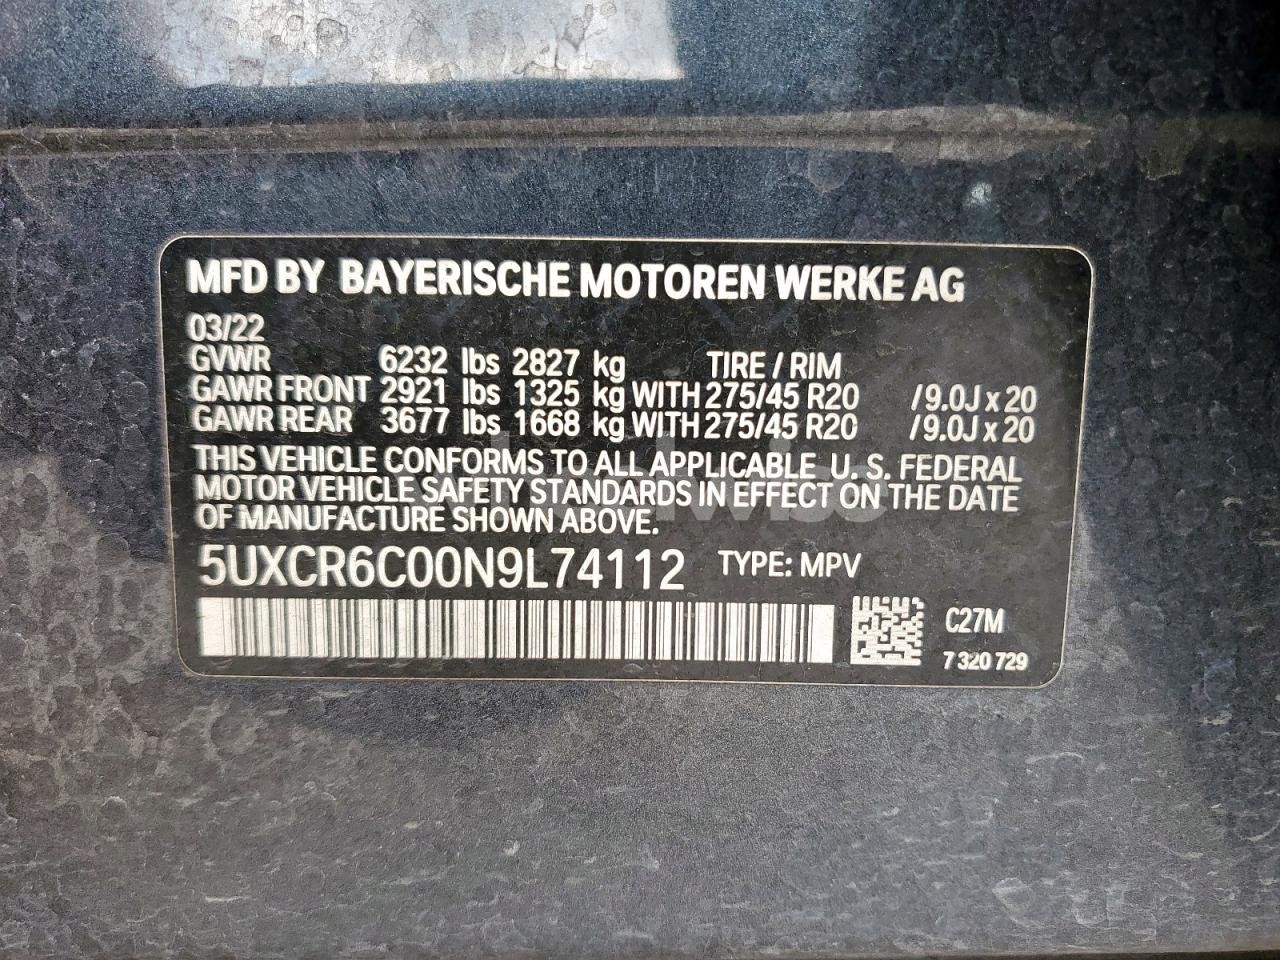 MFD BY BAYERISCHE MOTOREN WERKE AG
03/22
GVWR 6232 lbs 2827 kg TIRE / RIM
GAWR FRONT 2921 lbs 1325 kg WITH 275/45 R20 /9.0J x 20
GAWR REAR 3677 lbs 1668 kg WITH 275/45 R20 /9.0J x 20
THIS VEHICLE CONFORMS TO ALL APPLICABLE U. S. FEDERAL
MOTOR VEHICLE SAFETY STANDARDS IN EFFECT ON THE DATE
OF MANUFACTURE SHOWN ABOVE.
5UXCR6C00N9L74112 TYPE: MPV
C27M
7 320 729